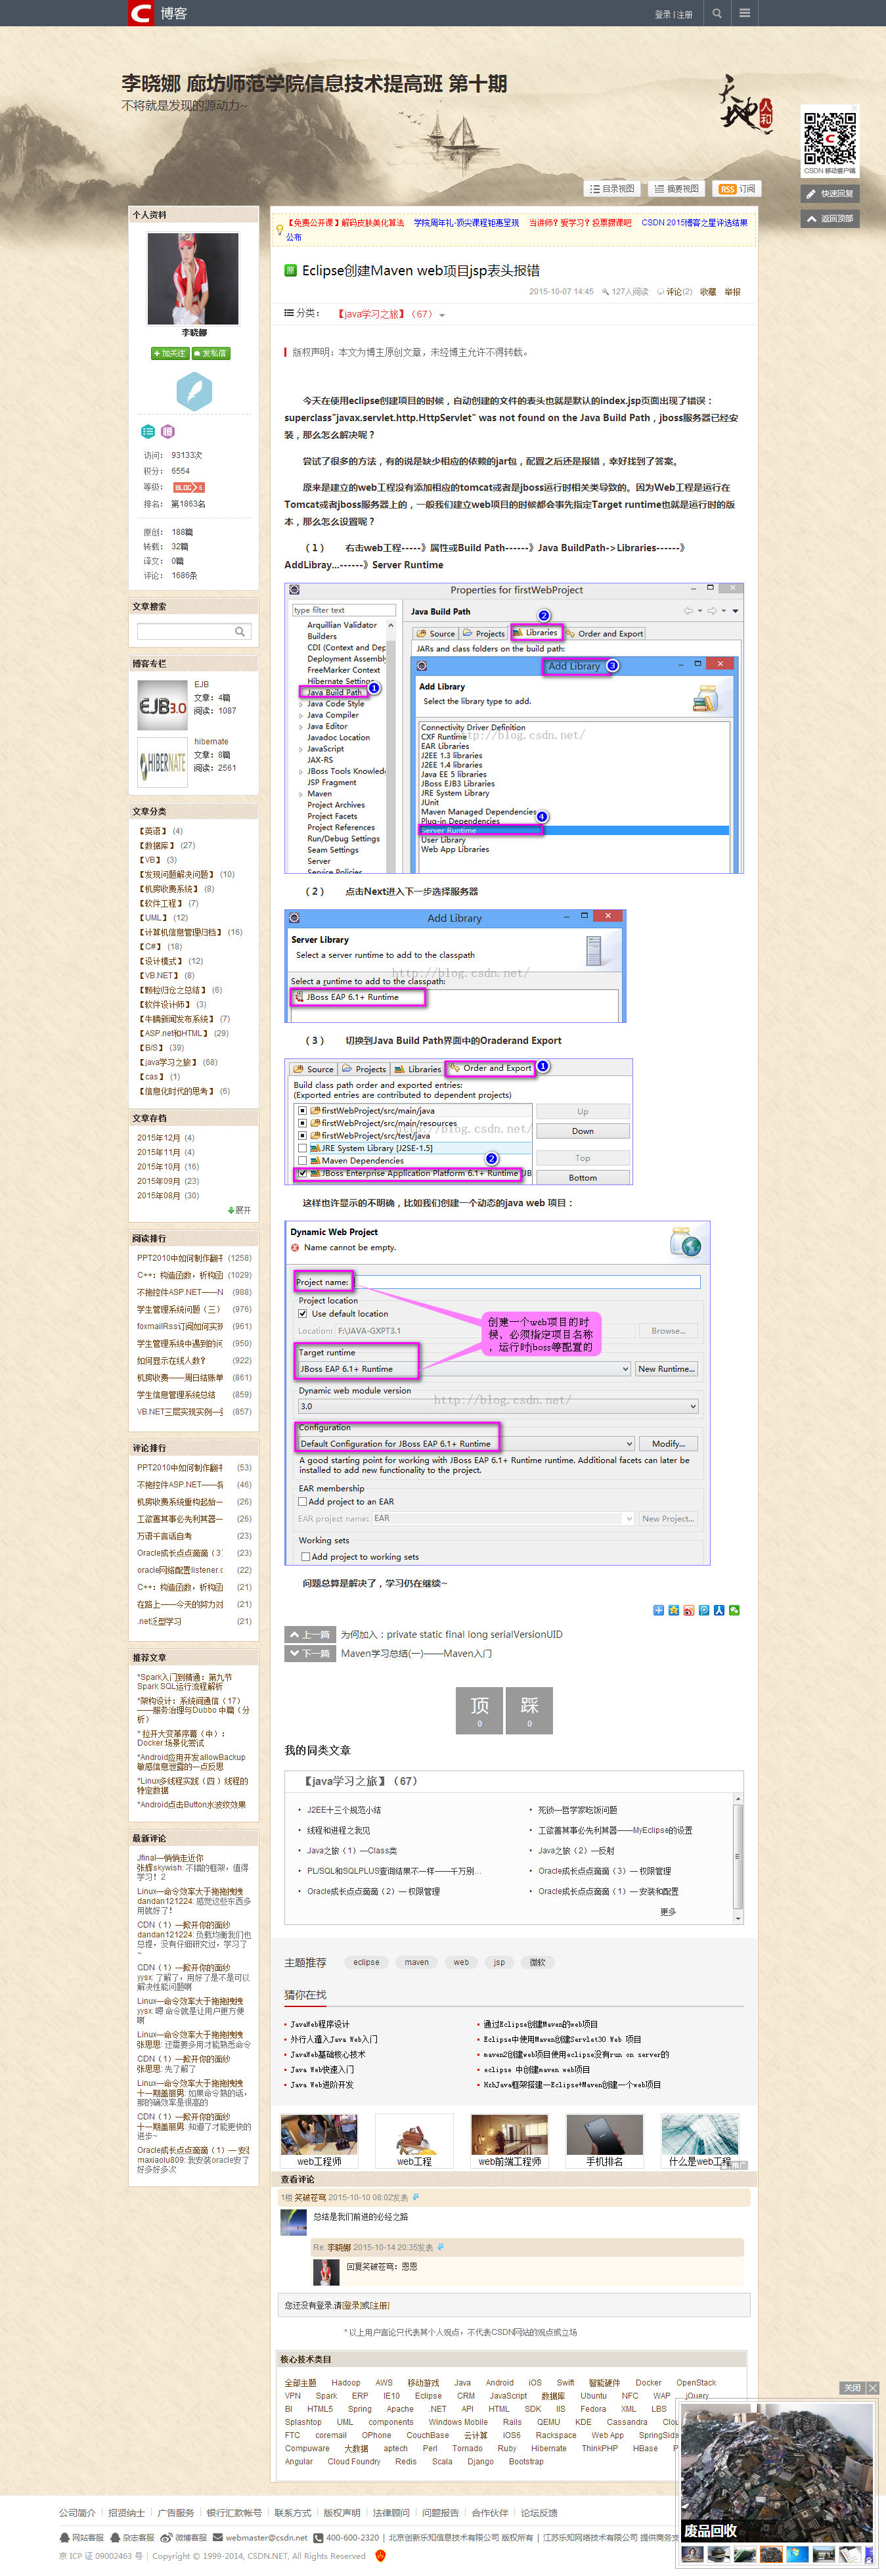 博客
登录 | 注册
李晓娜 廊坊师范学院信息技术提高班 第十期
不将就是发现的源动力~
天地人和
CSDN 移动客户端
快速回复
返回顶部
目录视图
摘要视图
RSS 订阅
个人资料
李晓娜
加关注 发私信
访问： 93133次
积分： 6554
等级： BLOG 6
排名： 第1863名
原创： 188篇
转载： 32篇
译文： 0篇
评论： 1686条
文章搜索
博客专栏
EJB
文章：4篇
阅读：1087
hibernate
文章：8篇
阅读：2561
文章分类
【英语】 (4)
【数据库】 (27)
【VB】 (3)
【发现问题解决问题】 (10)
【机房收费系统】 (8)
【软件工程】 (7)
【UML】 (12)
【计算机信息管理归档】 (16)
【C#】 (18)
【设计模式】 (12)
【VB.NET】 (8)
【颗粒归仓之总结】 (6)
【软件设计师】 (3)
【牛腩新闻发布系统】 (7)
【ASP.net和HTML】 (29)
【B/S】 (39)
【java学习之旅】 (68)
【cas】 (1)
【信息化时代的思考】 (6)
文章存档
2015年12月 (4)
2015年11月 (4)
2015年10月 (16)
2015年09月 (23)
2015年08月 (30)
展开
阅读排行
PPT2010中如何制作翻书 (1258)
C++：构造函数，析构函 (1029)
不拖控件ASP.NET——N (988)
学生管理系统问题（三） (976)
foxmailRss订阅如何实现 (961)
学生管理系统中遇到的问 (950)
如何显示在线人数? (922)
机房收费——周日结账单 (861)
学生信息管理系统总结 (859)
VB.NET三层实现实例— (857)
评论排行
PPT2010中如何制作翻书 (53)
不拖控件ASP.NET—— (46)
机房收费系统重构起始— (26)
工欲善其事必先利其器— (26)
万语千言话自考 (23)
Oracle成长点点滴滴（3） (23)
oracle网络配置listener.o (22)
C++：构造函数，析构函 (21)
在路上—今天的努力对 (21)
.net泛型学习 (21)
推荐文章
*Spark入门到精通：第九节 Spark SQL运行流程解析
*架构设计：系统间通信（17）——服务治理与Dubbo 中篇（分析）
* 拉开大变革序幕（中）：Docker 场景化尝试
*Android应用开发allowBackup敏感信息泄露的一点反思
*Linux多线程实践（四 ）线程的特定数据
*Android点击Button水波纹效果
最新评论
Jfinal—悄悄走近你
张辉skywish: 不错的框架，值得学习！2
Linux—命令效率大于拖拖拽拽
dandan121224: 感觉这些东西多用就好了!
CDN（1）—掀开你的面纱
dandan121224: 负载均衡我们也总提，没有仔细研究过，学习了~
CDN（1）—掀开你的面纱
yysx: 了解了，用好了是不是可以解决性能问题啊
Linux—命令效率大于拖拖拽拽
yysx: 嗯 命令就是让用户更方便啊
Linux—命令效率大于拖拖拽拽
张思思: 还需要多用才能熟悉命令
CDN（1）—掀开你的面纱
张思思: 先了解了
Linux—命令效率大于拖拖拽拽
十一期盖丽男: 如果命令熟的话，那的确效率是很高的
CDN（1）—掀开你的面纱
十一期盖丽男: 知道了才能更快的进步~
Oracle成长点点滴滴（1）— 安装
maxiaolu809: 我安装oracle安了好多好多次
【免费公开课】解码皮肤美化算法 学院周年礼-顶尖课程钜惠呈现 当讲师？爱学习？投票攒课吧 CSDN 2015博客之星评选结果公布
原 Eclipse创建Maven web项目jsp表头报错
2015-10-07 14:45 127人阅读 评论(2) 收藏 举报
分类： 【java学习之旅】（67）
版权声明：本文为博主原创文章，未经博主允许不得转载。
今天在使用eclipse创建项目的时候，自动创建的文件的表头也就是默认的index.jsp页面出现了错误：
superclass"javax.servlet.http.HttpServlet" was not found on the Java Build Path，jboss服务器已经安
装，那么怎么解决呢？
尝试了很多的方法，有的说是缺少相应的依赖的jar包，配置之后还是报错，幸好找到了答案。
原来是建立的web工程没有添加相应的tomcat或者是jboss运行时相关类导致的。因为Web工程是运行在
Tomcat或者jboss服务器上的，一般我们建立web项目的时候都会事先指定Target runtime也就是运行时的版
本，那么怎么设置呢？
（1） 右击web工程-----》属性或Build Path------》Java BuildPath->Libraries------》
AddLibray...------》Server Runtime
Properties for firstWebProject
type filter text
Java Build Path
Arquillian Validator
Builders
CDI (Context and Dep
Deployment Assembly
FreeMarker Context
Hibernate Settings
Java Build Path
Java Code Style
Java Compiler
Java Editor
Javadoc Location
JavaScript
JAX-RS
JBoss Tools Knowledg
JSP Fragment
Maven
Project Archives
Project Facets
Project References
Run/Debug Settings
Seam Settings
Server
Service Policies
Source Projects Libraries Order and Export
JARs and class folders on the build path:
Add Library
Add Library
Select the library type to add.
Connectivity Driver Definition
CXF Runtime
EAR Libraries
J2EE 1.3 libraries
J2EE 1.4 libraries
Java EE 5 libraries
JBoss EJB3 Libraries
JRE System Library
JUnit
Maven Managed Dependencies
Plug-in Dependencies
Server Runtime
User Library
Web App Libraries
1 2 3 4
http://blog.csdn.net/
（2） 点击Next进入下一步选择服务器
Add Library
Server Library
Select a server runtime to add to the classpath
http://blog.csdn.net/
Select a runtime to add to the classpath:
JBoss EAP 6.1+ Runtime
（3） 切换到Java Build Path界面中的Oraderand Export
Source Projects Libraries Order and Export 1
Build class path order and exported entries:
(Exported entries are contributed to dependent projects)
firstWebProject/src/main/java
firstWebProject/src/main/resources
firstWebProject/src/test/java
JRE System Library [J2SE-1.5]
Maven Dependencies
JBoss Enterprise Application Platform 6.1+ Runtime [JB
2
Up
Down
Top
Bottom
http://blog.csdn.net/
这样也许显示的不明确，比如我们创建一个动态的java web 项目：
Dynamic Web Project
Name cannot be empty.
Project name:
Project location
Use default location
Location: F:\JAVA-GXPT3.1 Browse...
创建一个web项目的时候，必须指定项目名称，运行时jboss等配置的
Target runtime
JBoss EAP 6.1+ Runtime New Runtime...
Dynamic web module version
3.0
http://blog.csdn.net/
Configuration
Default Configuration for JBoss EAP 6.1+ Runtime Modify...
A good starting point for working with JBoss EAP 6.1+ Runtime runtime. Additional facets can later be
installed to add new functionality to the project.
EAR membership
Add project to an EAR
EAR project name: EAR New Project...
Working sets
Add project to working sets
问题总算是解决了，学习仍在继续~
上一篇 为何加入：private static final long serialVersionUID
下一篇 Maven学习总结(一)——Maven入门
顶 0
踩 0
我的同类文章
【java学习之旅】（67）
• J2EE十三个规范小结 • 死锁—哲学家吃饭问题
• 线程和进程之我见 • 工欲善其事必先利其器——MyEclipse的设置
• Java之旅（1）—Class类 • Java之旅（2）—反射
• PL/SQL和SQLPLUS查询结果不一样——千万别... • Oracle成长点点滴滴（3）— 权限管理
• Oracle成长点点滴滴（2）— 权限管理 • Oracle成长点点滴滴（1）— 安装和配置
更多
主题推荐 eclipse maven web jsp 微软
猜你在找
JavaWeb程序设计 通过Eclipse创建Maven的web项目
外行人遁入Java Web入门 Eclipse中使用Maven创建Servlet30 Web 项目
JavaWeb基础核心技术 maven2创建web项目使用eclipse没有run on server的
Java Web快速入门 eclipse 中创建maven web项目
Java Web进阶开发 HzhJava框架搭建一Eclipse+Maven创建一个web项目
web工程师 web工程 web前端工程师 手机排名 什么是web工程
查看评论
1楼 笑破苍穹 2015-10-10 08:02发表
总结是我们前进的必经之路
Re: 李晓娜 2015-10-14 20:35发表
回复笑破苍穹：恩恩
您还没有登录,请[登录]或[注册]
* 以上用户言论只代表其个人观点，不代表CSDN网站的观点或立场
核心技术类目
全部主题 Hadoop AWS 移动游戏 Java Android iOS Swift 智能硬件 Docker OpenStack
VPN Spark ERP IE10 Eclipse CRM JavaScript 数据库 Ubuntu NFC WAP jQuery
BI HTML5 Spring Apache .NET API HTML SDK IIS Fedora XML LBS
Splashtop UML components Windows Mobile Rails QEMU KDE Cassandra Clou
FTC coremail OPhone CouchBase 云计算 iOS6 Rackspace Web App SpringSide
Compuware 大数据 aptech Perl Tornado Ruby Hibernate ThinkPHP HBase P
Angular Cloud Foundry Redis Scala Django Bootstrap
关闭
废品回收
公司简介 | 招贤纳士 | 广告服务 | 银行汇款帐号 | 联系方式 | 版权声明 | 法律顾问 | 问题报告 | 合作伙伴 | 论坛反馈
网站客服 杂志客服 微博客服 webmaster@csdn.net 400-600-2320 | 北京创新乐知信息技术有限公司 版权所有 | 江苏乐知网络技术有限公司 提供商务支
京 ICP 证 09002463 号 | Copyright © 1999-2014, CSDN.NET, All Rights Reserved